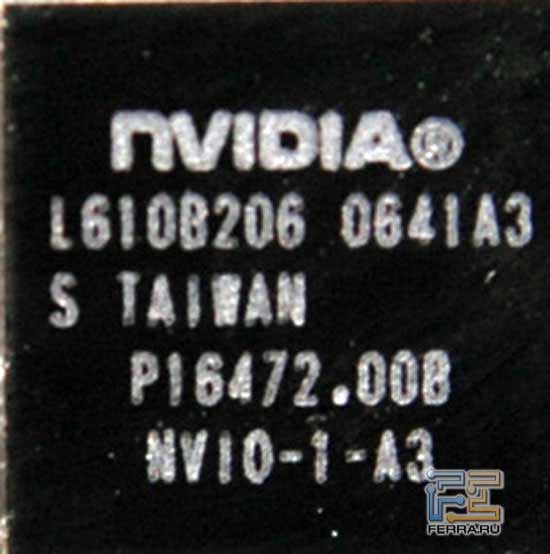 NVIDIA®
L610B206 0641A3
S TAIWAN
P16472.00B
NVIO-1-A3
FERRA.RU